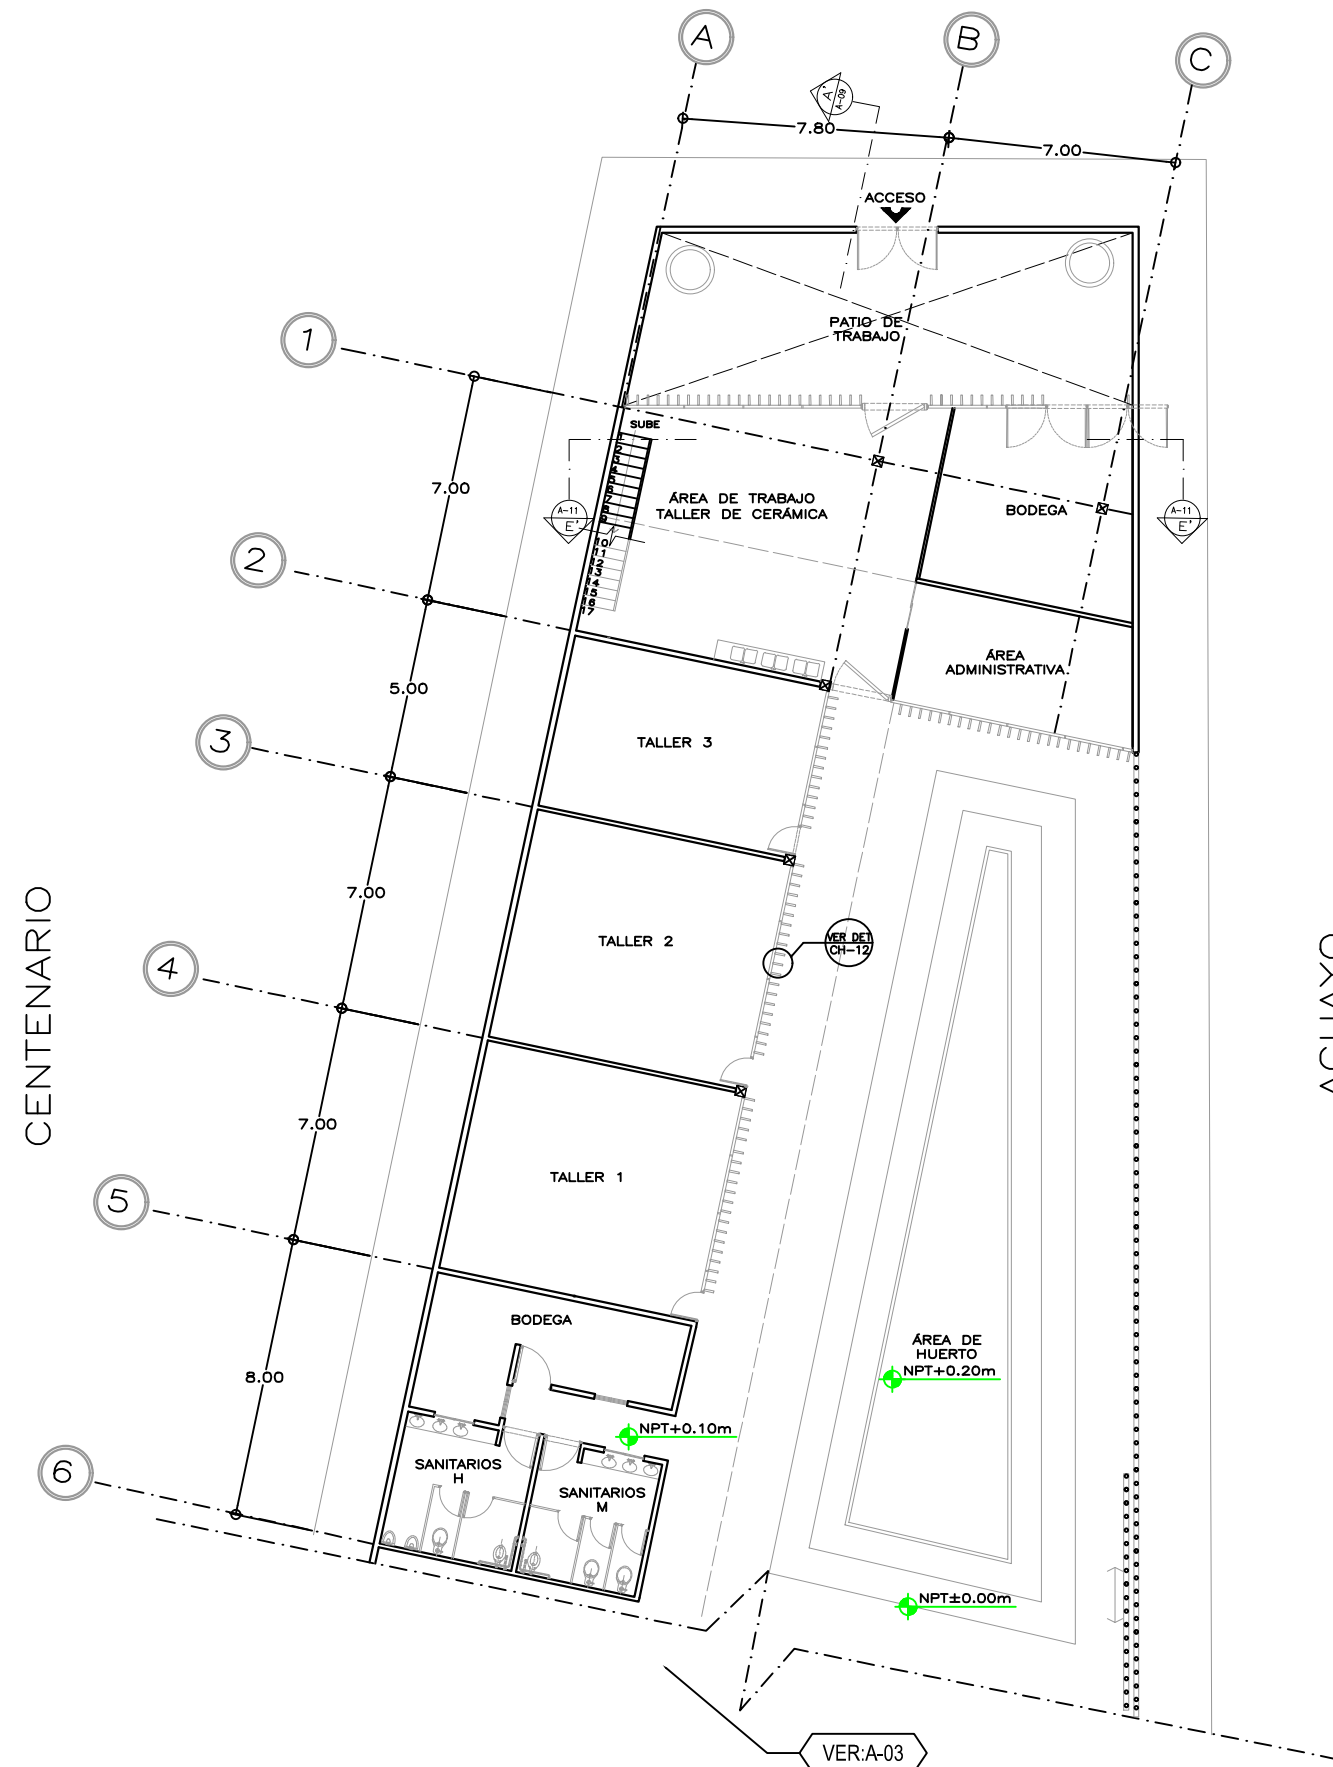 A
B
C
A'
A-09
7.80
7.00
ACCESO
PATIO DE
TRABAJO
1
SUBE
1
2
3
4
5
6
7
8
9
10
11
12
13
14
15
16
17
7.00
ÁREA DE TRABAJO
TALLER DE CERÁMICA
BODEGA
A-11
E'
A-11
E'
2
ÁREA
ADMINISTRATIVA
5.00
3
TALLER 3
7.00
CENTENARIO
TALLER 2
VER DET
CH-12
4
7.00
TALLER 1
5
BODEGA
8.00
ÁREA DE
HUERTO
NPT+0.20m
NPT+0.10m
6
SANITARIOS
H
SANITARIOS
M
NPT±0.00m
VER:A-03